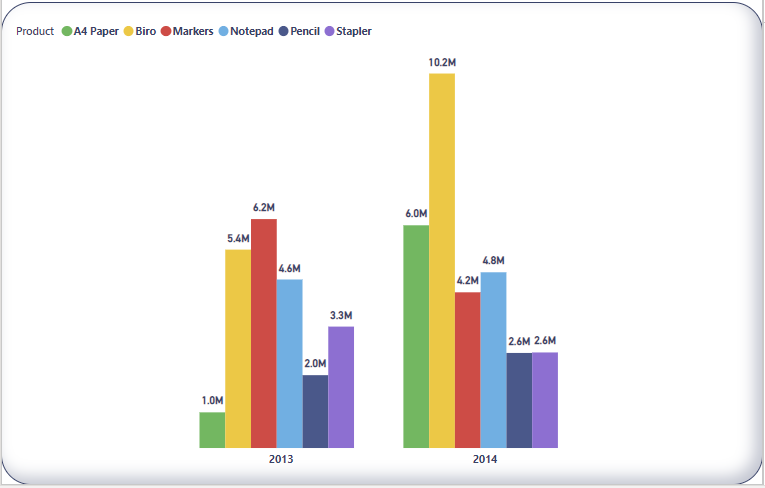 Product A4 Paper Biro Markers Notepad Pencil Stapler
10.2M
6.2M
6.0M
5.4M
4.8M
4.6M
4.2M
3.3M
2.6M 2.6M
2.0M
1.0M
2013 2014